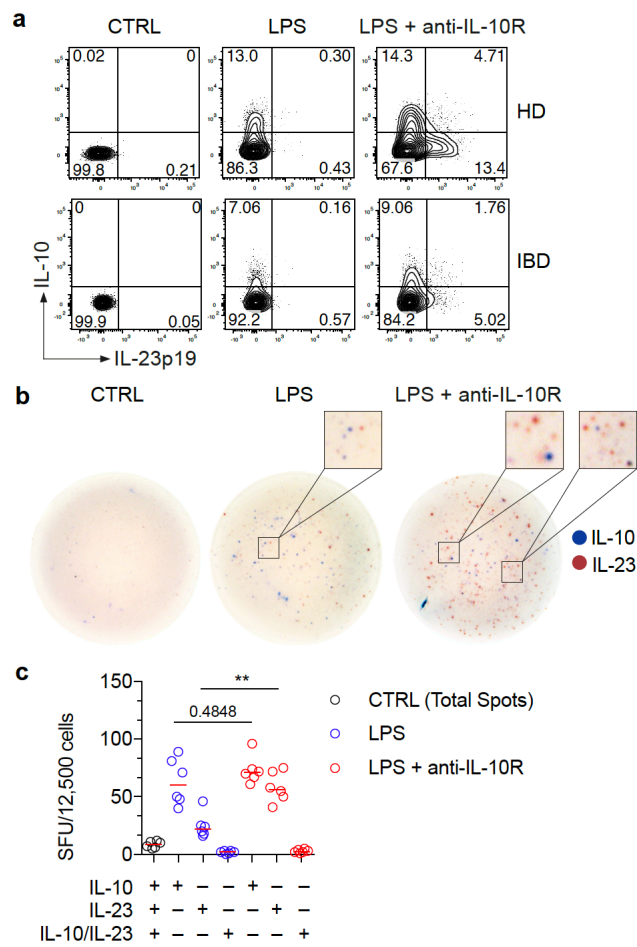 a
CTRL LPS LPS + anti-IL-10R
0.02 0 13.0 0.30 14.3 4.71
HD
99.8 0.21 86.3 0.43 67.6 13.4
0 0 7.06 0.16 9.06 1.76
IBD
99.9 0.05 92.2 0.57 84.2 5.02
IL-10
IL-23p19
b
CTRL LPS LPS + anti-IL-10R
IL-10
IL-23
c
150
100
50
0
SFU/12,500 cells
**
0.4848
CTRL (Total Spots)
LPS
LPS + anti-IL-10R
IL-10 + + − − + − −
IL-23 + − + − − + −
IL-10/IL-23 + − − + − − +